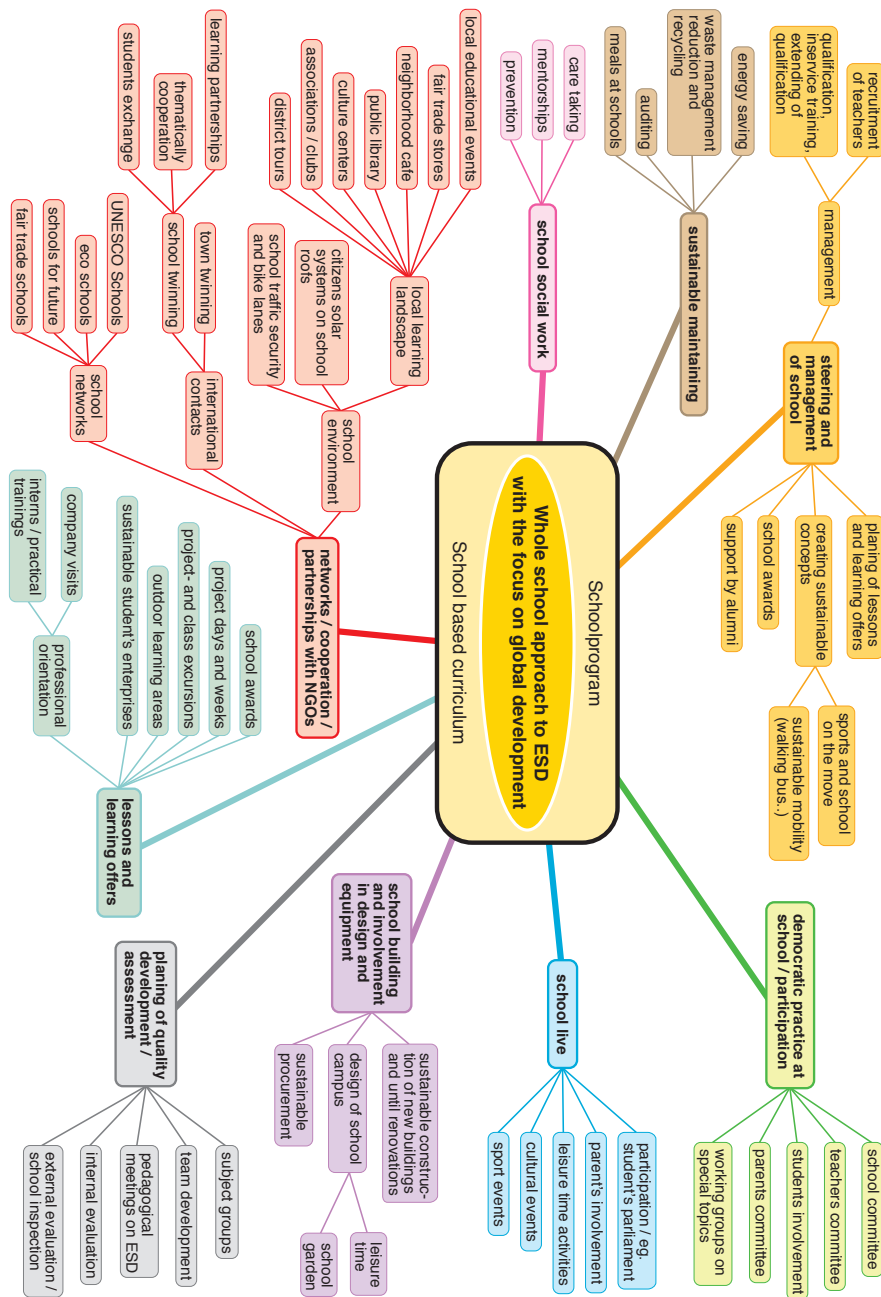 Schoolprogram
Whole school approach to ESD
with the focus on global development
School based curriculum
steering and
management
of school
management
recruitment
of teachers
qualification,
inservice training,
extending of
qualification
planing of lessons
and learning offers
creating sustainable
concepts
sports and school
on the move
sustainable mobility
(walking bus..)
school awards
support by alumni
democratic practice at
school / participation
school committee
teachers committee
students involvement
parents committee
working groups on
special topics
school live
participation / eg.
student's parliament
parent's involvement
leisure time activities
cultural events
sport events
school building
and involvement
in design and
equipment
sustainable construc-
tion of new buildings
and until renovations
design of school
campus
leisure
time
school
garden
sustainable
procurement
planing of quality
development /
assessment
subject groups
team development
pedagogical
meetings on ESD
internal evaluation
external evaluation /
school inspection
lessons and
learning offers
school awards
project days and weeks
project- and class excursions
outdoor learning areas
sustainable student's enterprises
professional
orientation
company visits
interns / practical
trainings
networks / cooperation /
partnerships with NGOs
school
environment
local learning
landscape
local educational events
fair trade stores
neighborhood cafe
public library
culture centers
associations / clubs
district tours
citizens solar
systems on school
roofs
school traffic security
and bike lanes
international
contacts
town twinning
school twinning
learning partnerships
thematically
cooperation
students exchange
school
networks
UNESCO Schools
eco schools
schools for future
fair trade schools
school social work
care taking
mentorships
prevention
sustainable maintaining
energy saving
waste management
reduction and
recycling
auditing
meals at schools